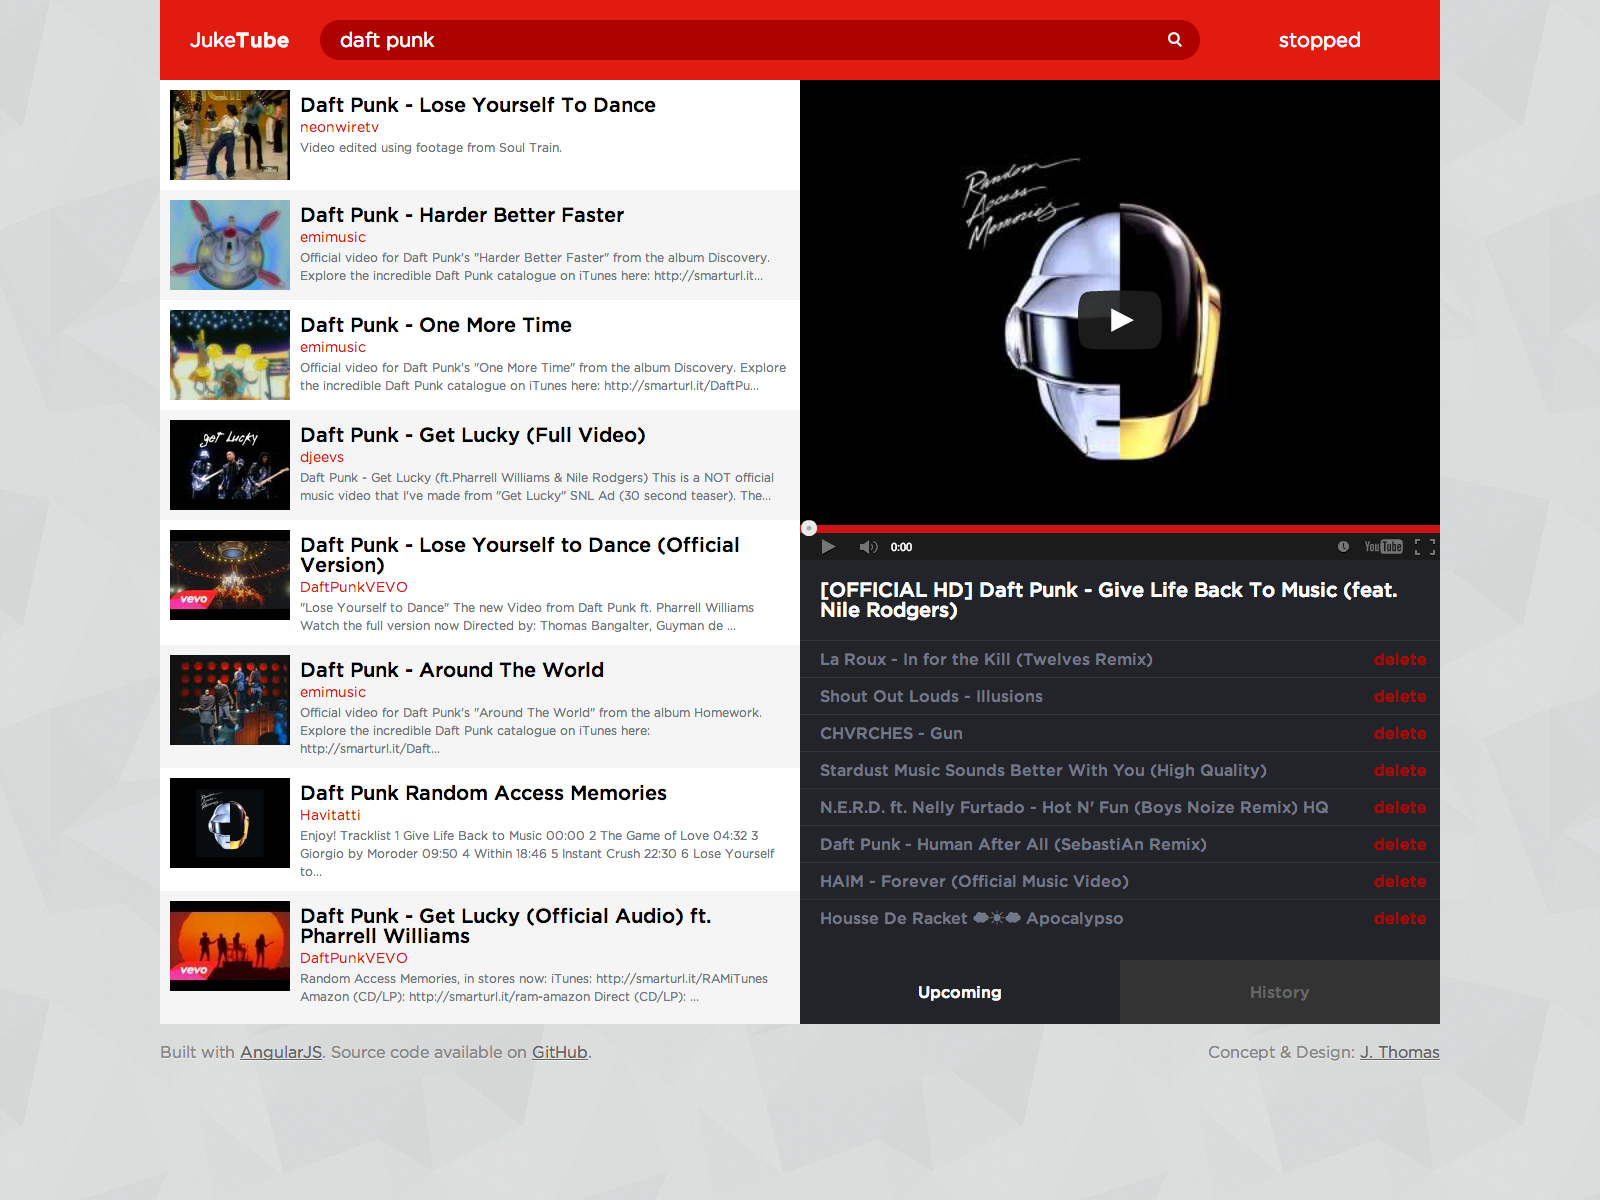 JukeTube
daft punk
stopped
Daft Punk - Lose Yourself To Dance
neonwiretv
Video edited using footage from Soul Train.
Daft Punk - Harder Better Faster
emimusic
Official video for Daft Punk's "Harder Better Faster" from the album Discovery.
Explore the incredible Daft Punk catalogue on iTunes here: http://smarturl.it...
Daft Punk - One More Time
emimusic
Official video for Daft Punk's "One More Time" from the album Discovery. Explore
the incredible Daft Punk catalogue on iTunes here: http://smarturl.it/DaftPu...
get Lucky
Daft Punk - Get Lucky (Full Video)
djeevs
Daft Punk - Get Lucky (ft.Pharrell Williams & Nile Rodgers) This is a NOT official
music video that I've made from "Get Lucky" SNL Ad (30 second teaser). The...
vevo
Daft Punk - Lose Yourself to Dance (Official
Version)
DaftPunkVEVO
"Lose Yourself to Dance" The new Video from Daft Punk ft. Pharrell Williams
Watch the full version now Directed by: Thomas Bangalter, Guyman de ...
Daft Punk - Around The World
emimusic
Official video for Daft Punk's "Around The World" from the album Homework.
Explore the incredible Daft Punk catalogue on iTunes here:
http://smarturl.it/Daft...
Random
Access
Memories
Daft Punk Random Access Memories
Havitatti
Enjoy! Tracklist 1 Give Life Back to Music 00:00 2 The Game of Love 04:32 3
Giorgio by Moroder 09:50 4 Within 18:46 5 Instant Crush 22:30 6 Lose Yourself
to...
vevo
Daft Punk - Get Lucky (Official Audio) ft.
Pharrell Williams
DaftPunkVEVO
Random Access Memories, in stores now: iTunes: http://smarturl.it/RAMiTunes
Amazon (CD/LP): http://smarturl.it/ram-amazon Direct (CD/LP): ...
Random
Access
Memories
0:00
YouTube
[OFFICIAL HD] Daft Punk - Give Life Back To Music (feat.
Nile Rodgers)
La Roux - In for the Kill (Twelves Remix) delete
Shout Out Louds - Illusions delete
CHVRCHES - Gun delete
Stardust Music Sounds Better With You (High Quality) delete
N.E.R.D. ft. Nelly Furtado - Hot N' Fun (Boys Noize Remix) HQ delete
Daft Punk - Human After All (SebastiAn Remix) delete
HAIM - Forever (Official Music Video) delete
Housse De Racket ☁☀☁ Apocalypso delete
Upcoming
History
Built with AngularJS. Source code available on GitHub.
Concept & Design: J. Thomas